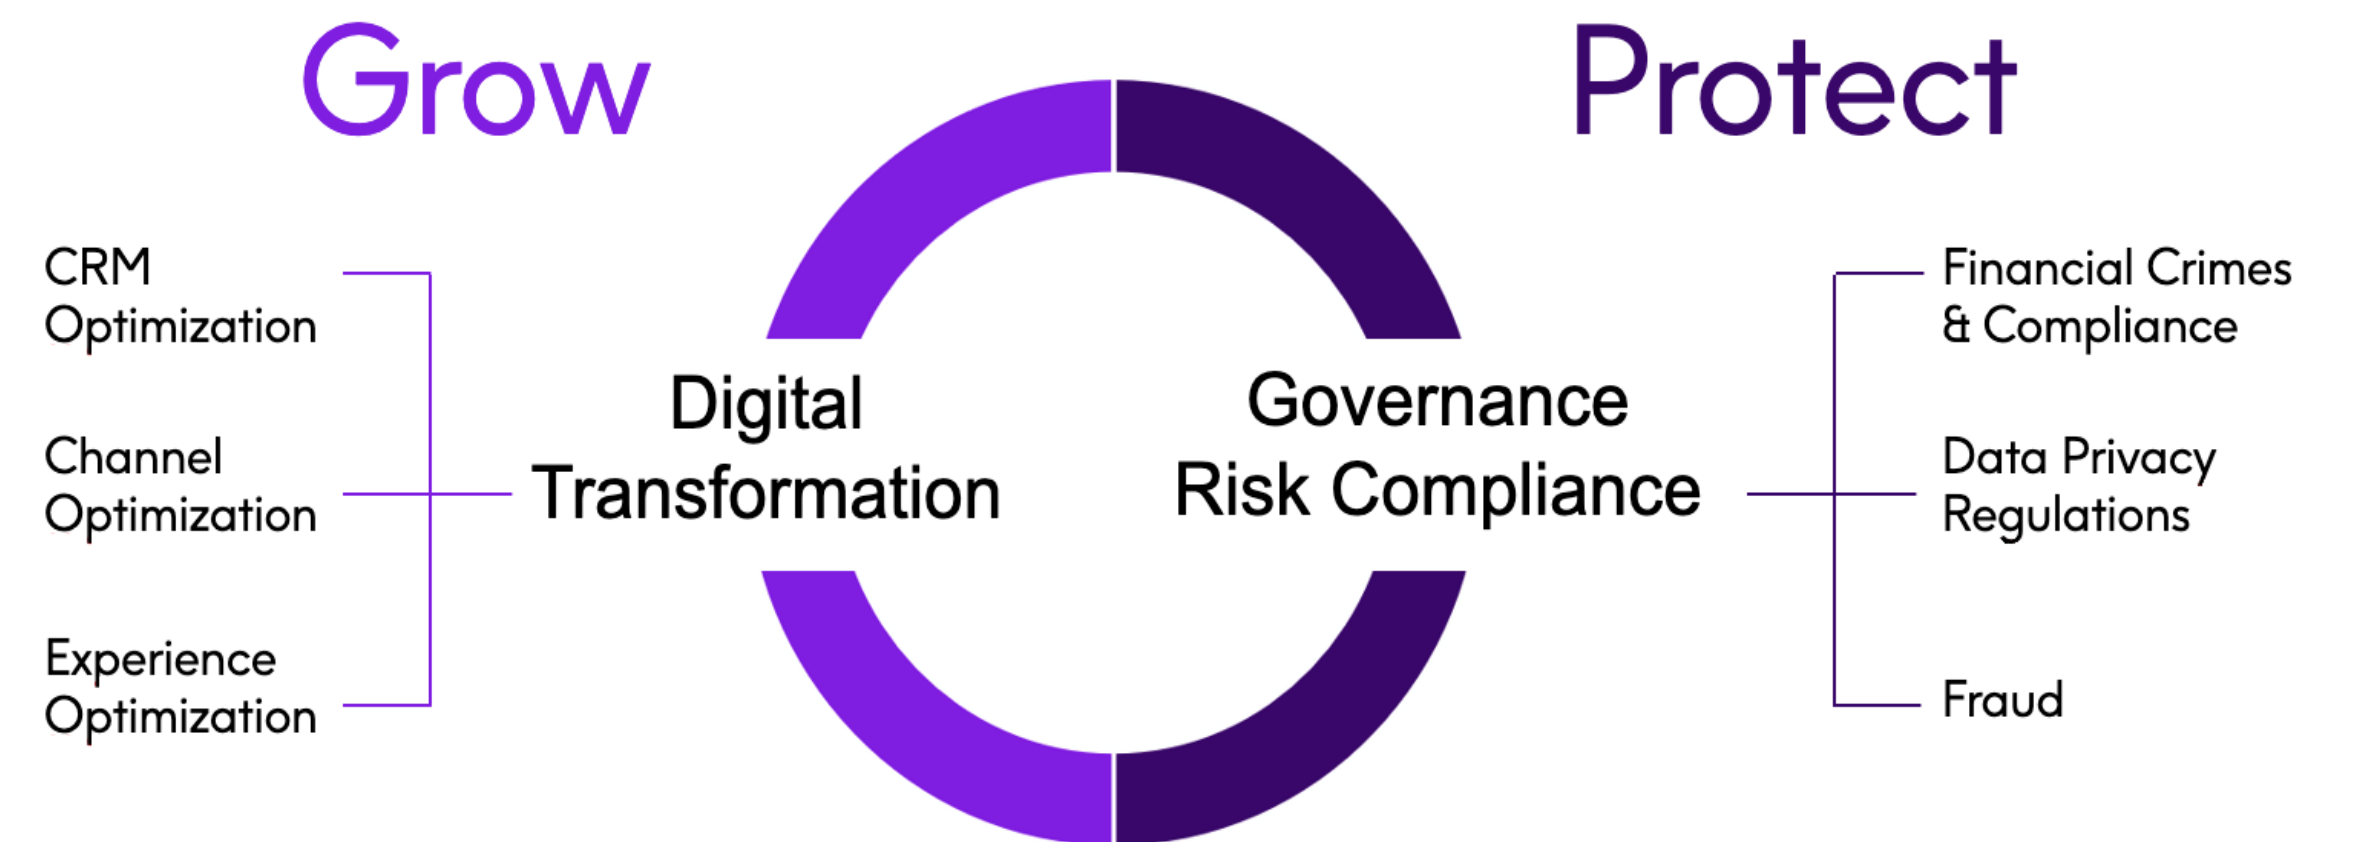 Grow
Protect
CRM
Optimization
Channel
Optimization
Experience
Optimization
Digital
Transformation
Governance
Risk Compliance
Financial Crimes
& Compliance
Data Privacy
Regulations
Fraud